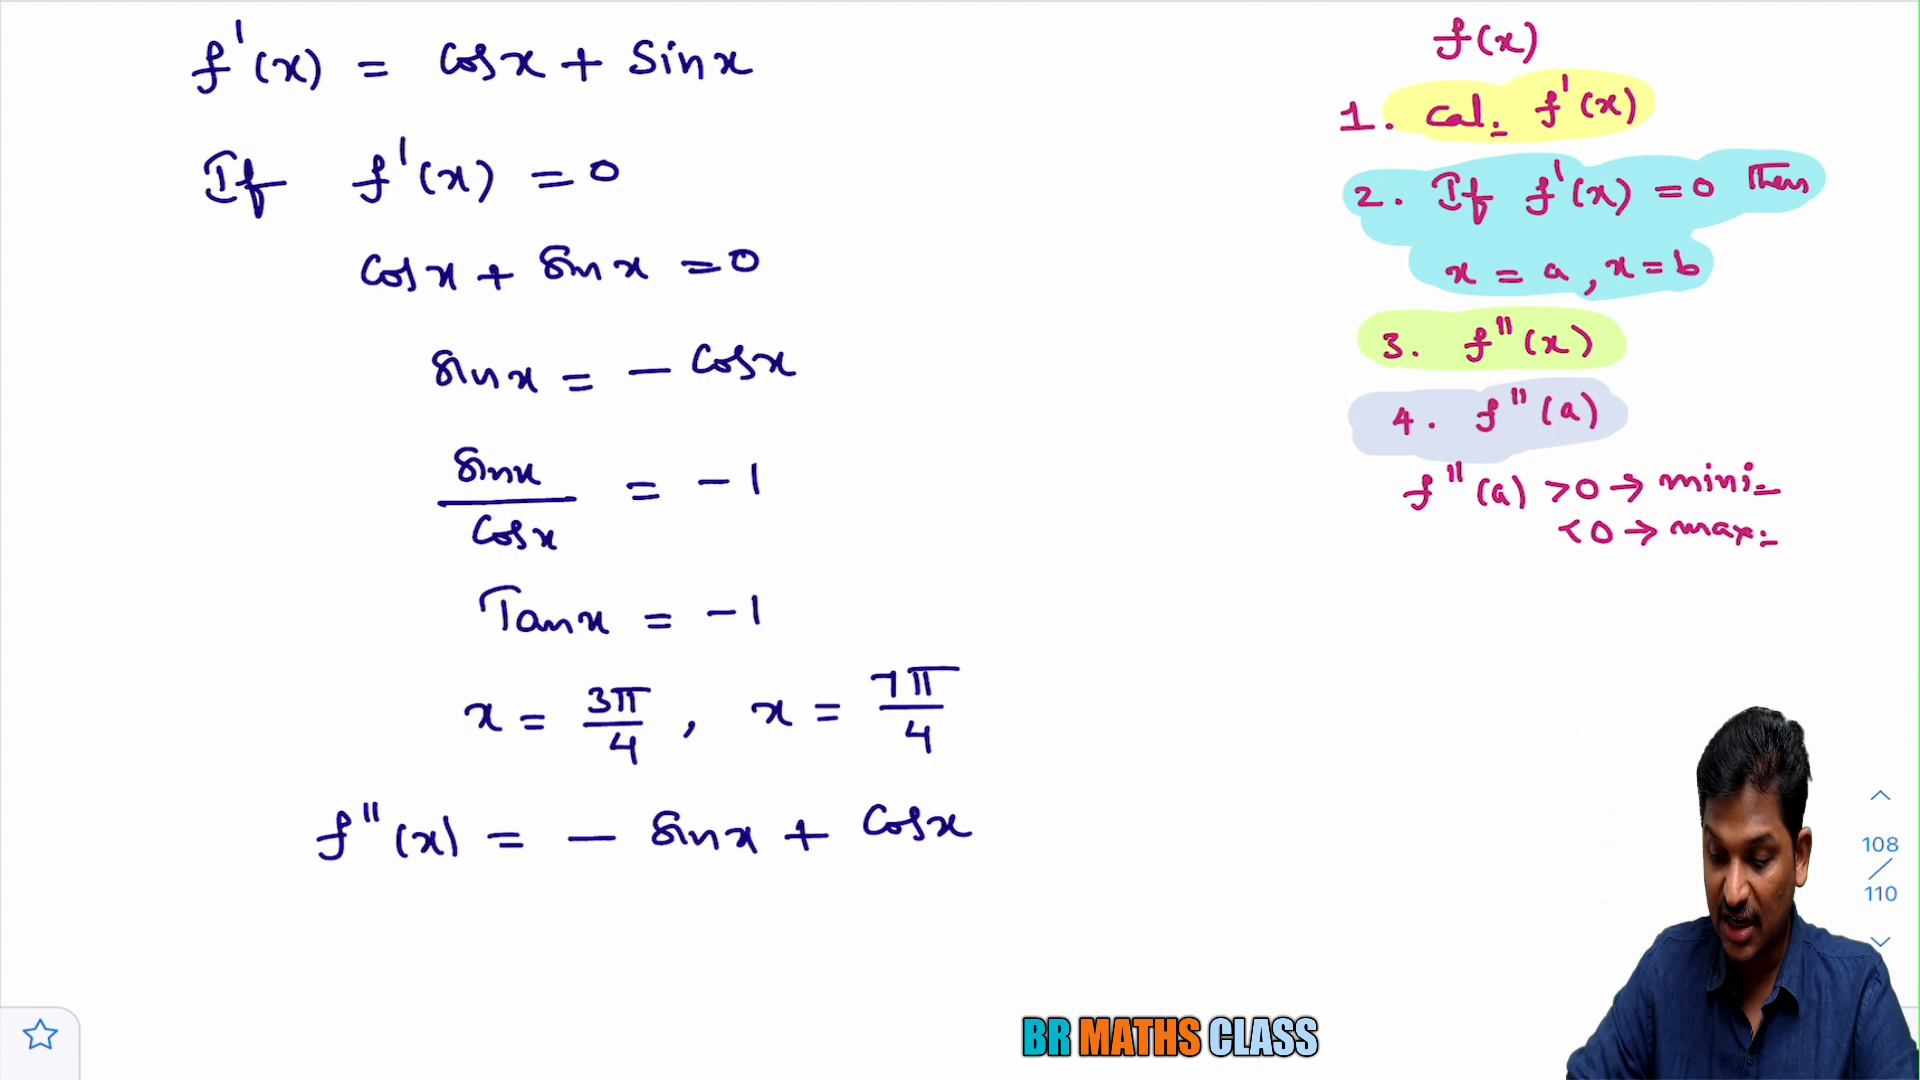 f'(x) = Cosx + Sinx
If f'(x) = 0
Cosx + Sinx = 0
Sinx = - Cosx
Sinx/Cosx = -1
Tanx = -1
x = 3π/4 , x = 7π/4
f''(x) = - Sinx + Cosx
f(x)
1. Cal. f'(x)
2. If f'(x) = 0 Then
x = a , x = b
3. f''(x)
4. f''(a)
f''(a) > 0 → mini.
< 0 → max.
108
/
110
BR MATHS CLASS